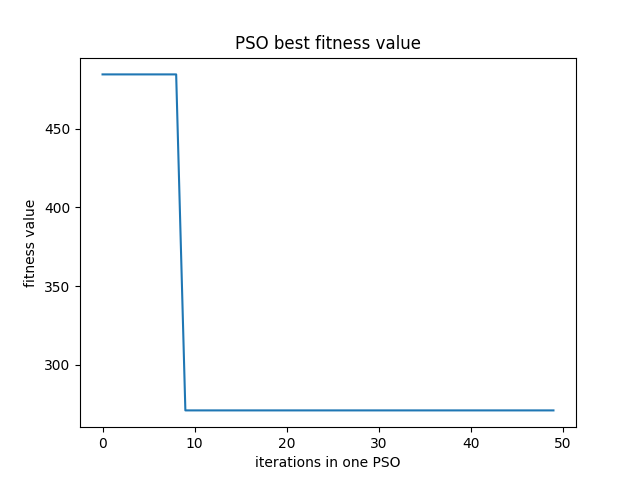 PSO best fitness value
450
400
350
300
fitness value
0 10 20 30 40 50
iterations in one PSO